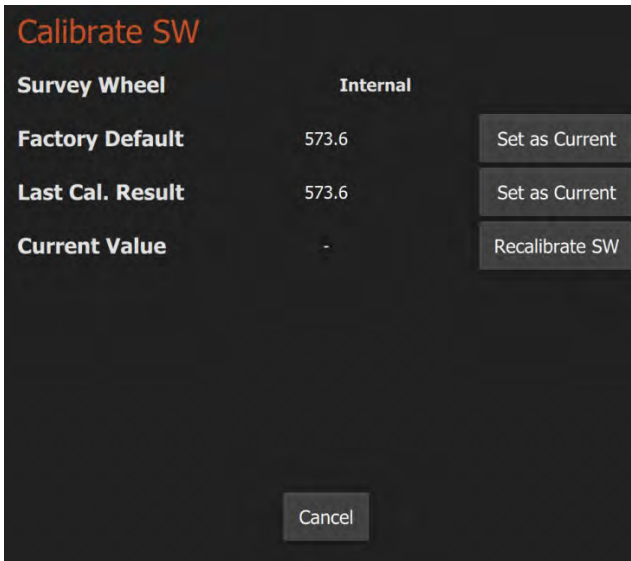 Calibrate SW
Survey Wheel Internal
Factory Default 573.6 Set as Current
Last Cal. Result 573.6 Set as Current
Current Value - Recalibrate SW
Cancel